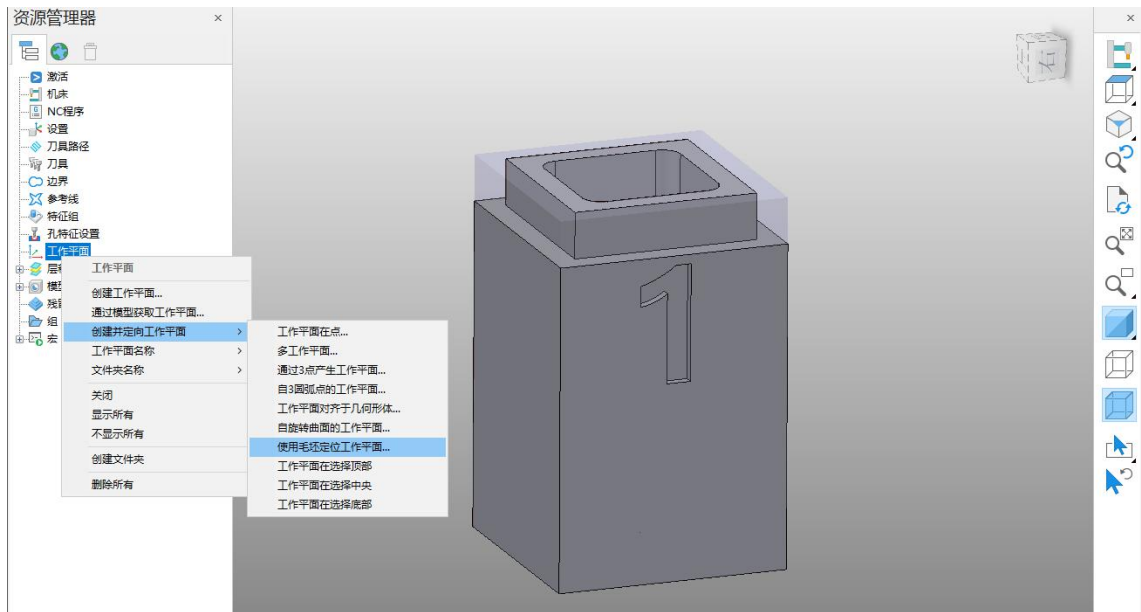 资源管理器
激活
机床
NC程序
设置
刀具路径
刀具
边界
参考线
特征组
孔特征设置
工作平面
层
模
残
组
宏
工作平面
创建工作平面...
通过模型获取工作平面...
创建并定向工作平面
工作平面名称
文件夹名称
关闭
显示所有
不显示所有
创建文件夹
删除所有
工作平面在点...
多工作平面...
通过3点产生工作平面...
自3圆弧点的工作平面...
工作平面对齐于几何形体...
自旋转曲面的工作平面...
使用毛坯定位工作平面...
工作平面在选择顶部
工作平面在选择中央
工作平面在选择底部
1